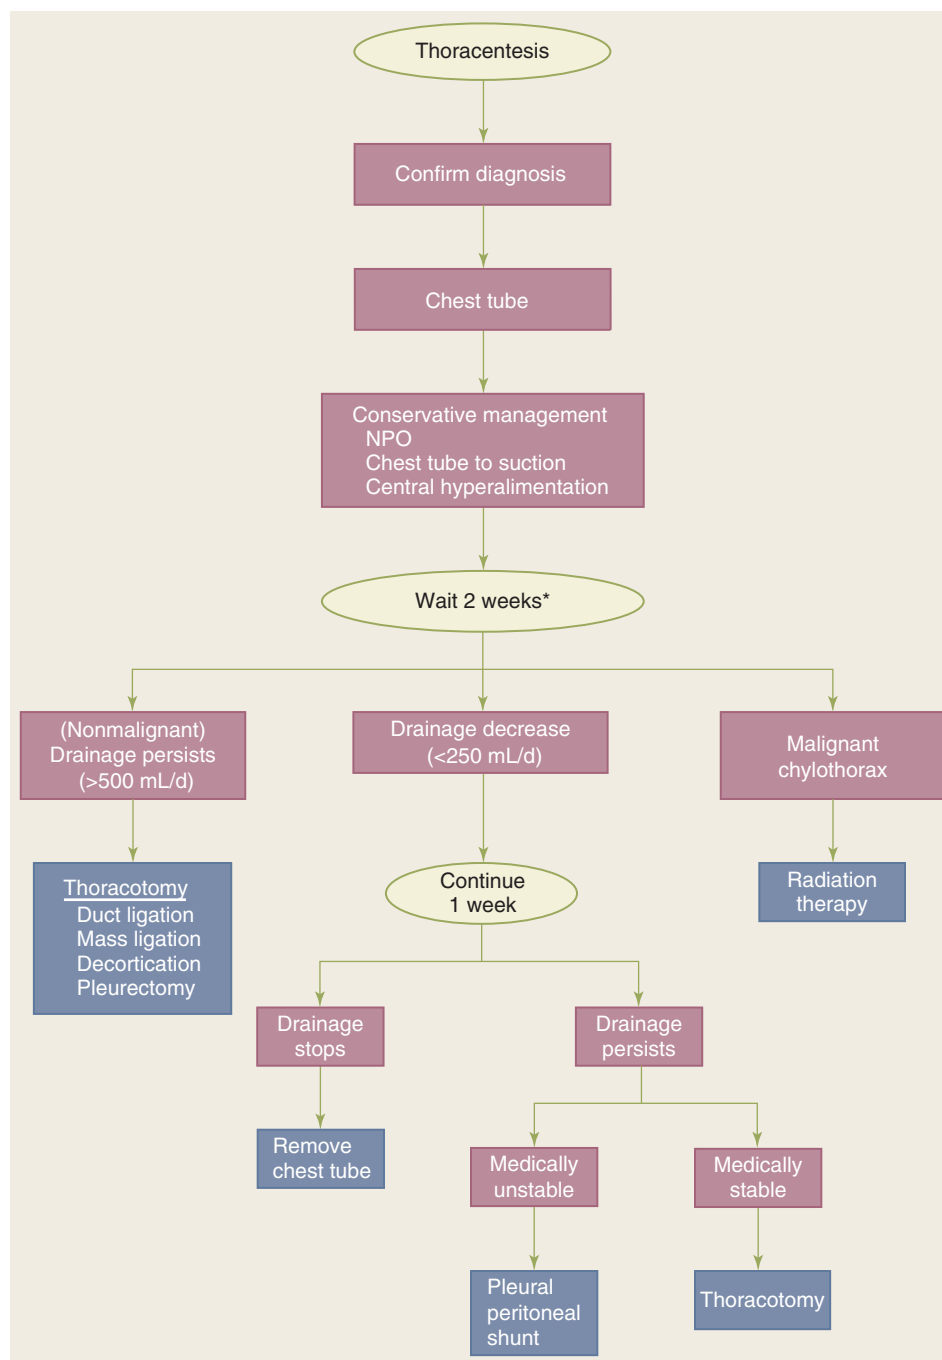 Thoracentesis
Confirm diagnosis
Chest tube
Conservative management
NPO
Chest tube to suction
Central hyperalimentation
Wait 2 weeks*
(Nonmalignant)
Drainage persists
(>500 mL/d)
Drainage decrease
(<250 mL/d)
Malignant
chylothorax
Thoracotomy
Duct ligation
Mass ligation
Decortication
Pleurectomy
Continue
1 week
Radiation
therapy
Drainage
stops
Drainage
persists
Remove
chest tube
Medically
unstable
Medically
stable
Pleural
peritoneal
shunt
Thoracotomy